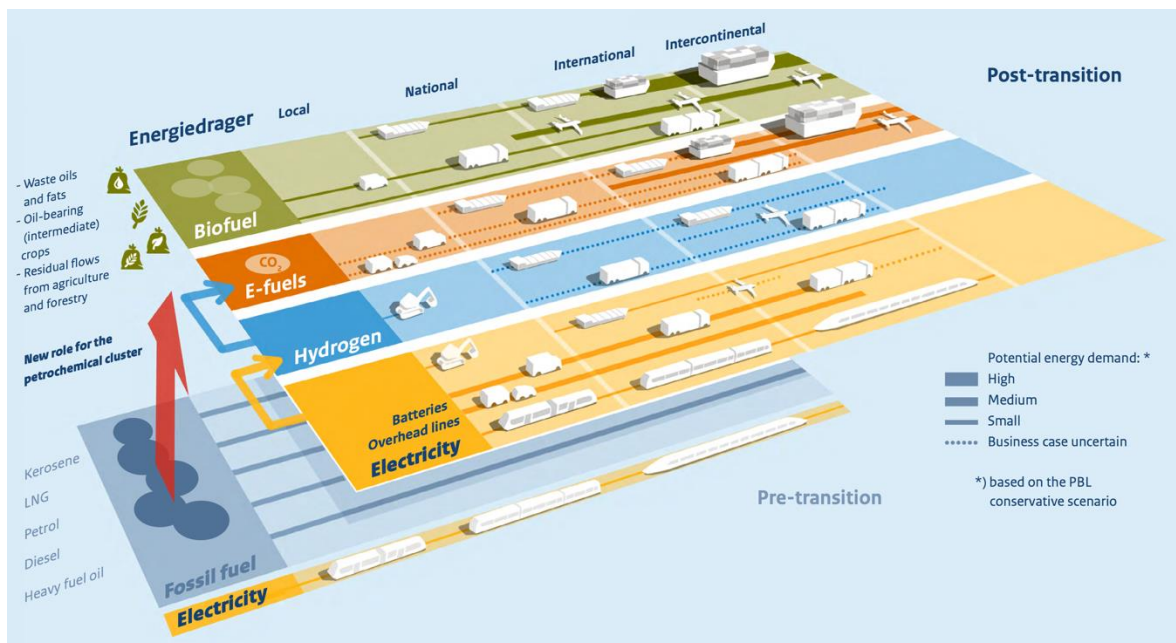 Local
National
International
Intercontinental
Post-transition
Energiedrager
- Waste oils
and fats
- Oil-bearing
(intermediate)
crops
- Residual flows
from agriculture
and forestry
Biofuel
CO₂
E-fuels
Hydrogen
Batteries
Overhead lines
Electricity
New role for the
petrochemical cluster
Kerosene
LNG
Petrol
Diesel
Heavy fuel oil
Fossil fuel
Electricity
Pre-transition
Potential energy demand: *
High
Medium
Small
Business case uncertain
*) based on the PBL
conservative scenario